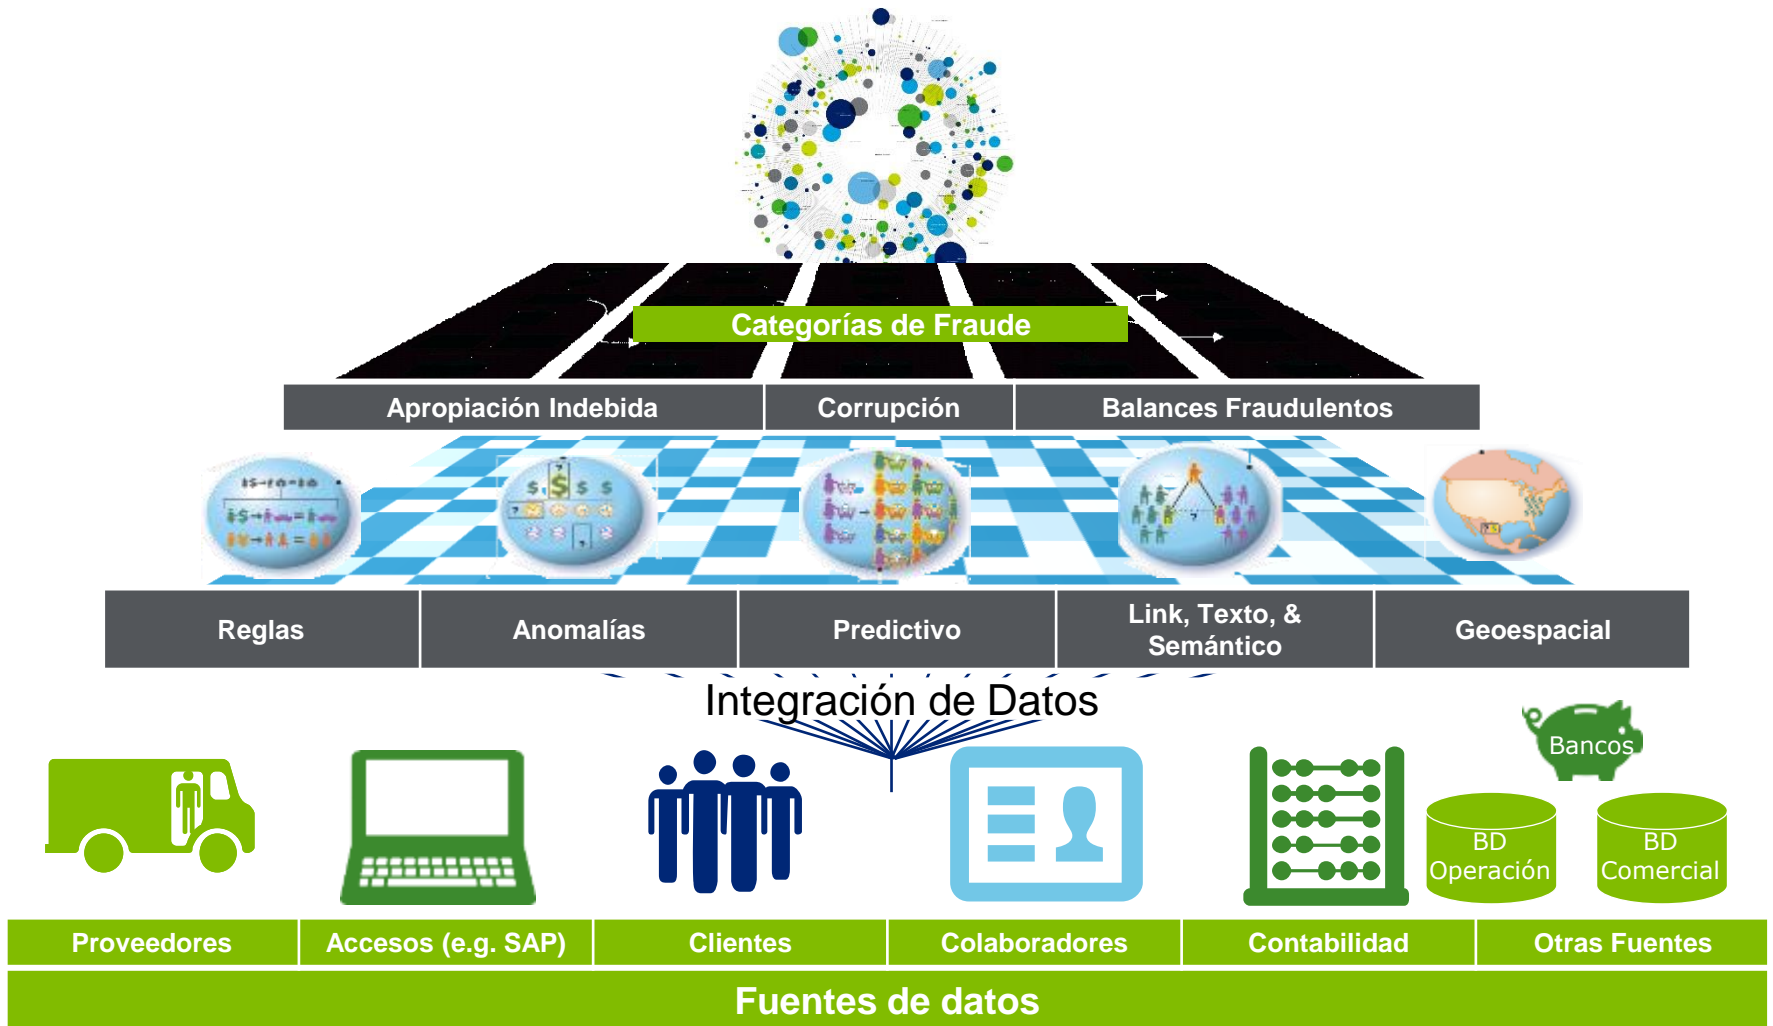 Categorías de Fraude
Apropiación Indebida
Corrupción
Balances Fraudulentos
Reglas
Anomalías
Predictivo
Link, Texto, &
Semántico
Geoespacial
Integración de Datos
Bancos
BD
Operación
BD
Comercial
Proveedores
Accesos (e.g. SAP)
Clientes
Colaboradores
Contabilidad
Otras Fuentes
Fuentes de datos